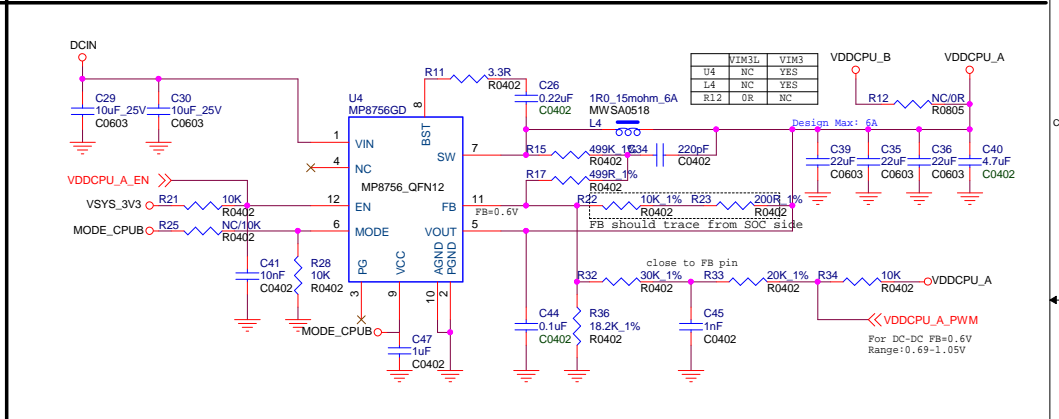 DCIN
C29
10uF_25V
C0603
C30
10uF_25V
C0603
R11
3.3R
R0402
C26
0.22uF
C0402
U4
MP8756GD
8
BST
1
VIN
4
NC
12
EN
6
MODE
MP8756_QFN12
7
SW
11
FB
FB=0.6V
5
VOUT
PG
3
VCC
9
AGND
10
PGND
2
1R0_15mohm_6A
MWSA0518
L4
VIM3L VIM3
U4 NC YES
L4 NC YES
R12 0R NC
VDDCPU_B
VDDCPU_A
R12
NC/0R
R0805
Design Max: 6A
C39
22uF
C0603
C35
22uF
C0603
C36
22uF
C0603
C40
4.7uF
C0402
R15
499K_1%
R0402
C34
220pF
C0402
R17
499R_1%
R0402
R22
10K_1%
R0402
R23
200R_1%
R0402
FB should trace from SOC side
VDDCPU_A_EN
VSYS_3V3
R21
10K
R0402
MODE_CPUB
R25
NC/10K
R0402
C41
10nF
C0402
R28
10K
R0402
MODE_CPUB
C47
1uF
C0402
C44
0.1uF
C0402
close to FB pin
R32
30K_1%
R0402
R33
20K_1%
R0402
R34
10K
R0402
VDDCPU_A
R36
18.2K_1%
R0402
C45
1nF
C0402
VDDCPU_A_PWM
For DC-DC FB=0.6V
Range:0.69-1.05V
C